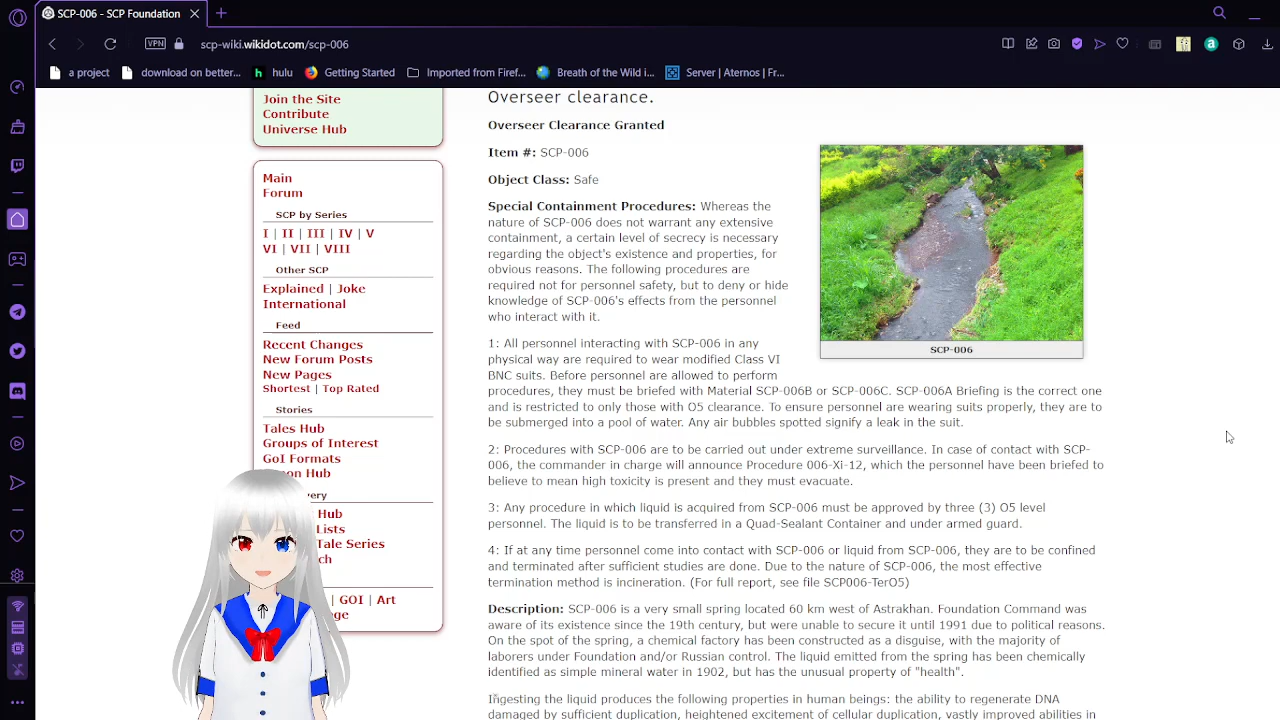 SCP-006 - SCP Foundation
VPN
scp-wiki.wikidot.com/scp-006
a project
download on better...
hulu
Getting Started
Imported from Firef...
Breath of the Wild i...
Server | Aternos | Fr...
Join the Site
Contribute
Universe Hub
Main
Forum
SCP by Series
I | II | III | IV | V
VI | VII | VIII
Other SCP
Explained | Joke
International
Feed
Recent Changes
New Forum Posts
New Pages
Shortest | Top Rated
Stories
Tales Hub
Groups of Interest
GoI Formats
Hub
Hub
Lists
Tale Series
| GOI | Art
Overseer clearance.
Overseer Clearance Granted
Item #: SCP-006
Object Class: Safe
Special Containment Procedures: Whereas the
nature of SCP-006 does not warrant any extensive
containment, a certain level of secrecy is necessary
regarding the object's existence and properties, for
obvious reasons. The following procedures are
required not for personnel safety, but to deny or hide
knowledge of SCP-006's effects from the personnel
who interact with it.
SCP-006
1: All personnel interacting with SCP-006 in any
physical way are required to wear modified Class VI
BNC suits. Before personnel are allowed to perform
procedures, they must be briefed with Material SCP-006B or SCP-006C. SCP-006A Briefing is the correct one
and is restricted to only those with O5 clearance. To ensure personnel are wearing suits properly, they are to
be submerged into a pool of water. Any air bubbles spotted signify a leak in the suit.
2: Procedures with SCP-006 are to be carried out under extreme surveillance. In case of contact with SCP-
006, the commander in charge will announce Procedure 006-Xi-12, which the personnel have been briefed to
believe to mean high toxicity is present and they must evacuate.
3: Any procedure in which liquid is acquired from SCP-006 must be approved by three (3) O5 level
personnel. The liquid is to be transferred in a Quad-Sealant Container and under armed guard.
4: If at any time personnel come into contact with SCP-006 or liquid from SCP-006, they are to be confined
and terminated after sufficient studies are done. Due to the nature of SCP-006, the most effective
termination method is incineration. (For full report, see file SCP006-TerO5)
Description: SCP-006 is a very small spring located 60 km west of Astrakhan. Foundation Command was
aware of its existence since the 19th century, but were unable to secure it until 1991 due to political reasons.
On the spot of the spring, a chemical factory has been constructed as a disguise, with the majority of
laborers under Foundation and/or Russian control. The liquid emitted from the spring has been chemically
identified as simple mineral water in 1902, but has the unusual property of "health".
Ingesting the liquid produces the following properties in human beings: the ability to regenerate DNA
damaged by sufficient duplication, heightened excitement of cellular duplication, vastly improved abilities in